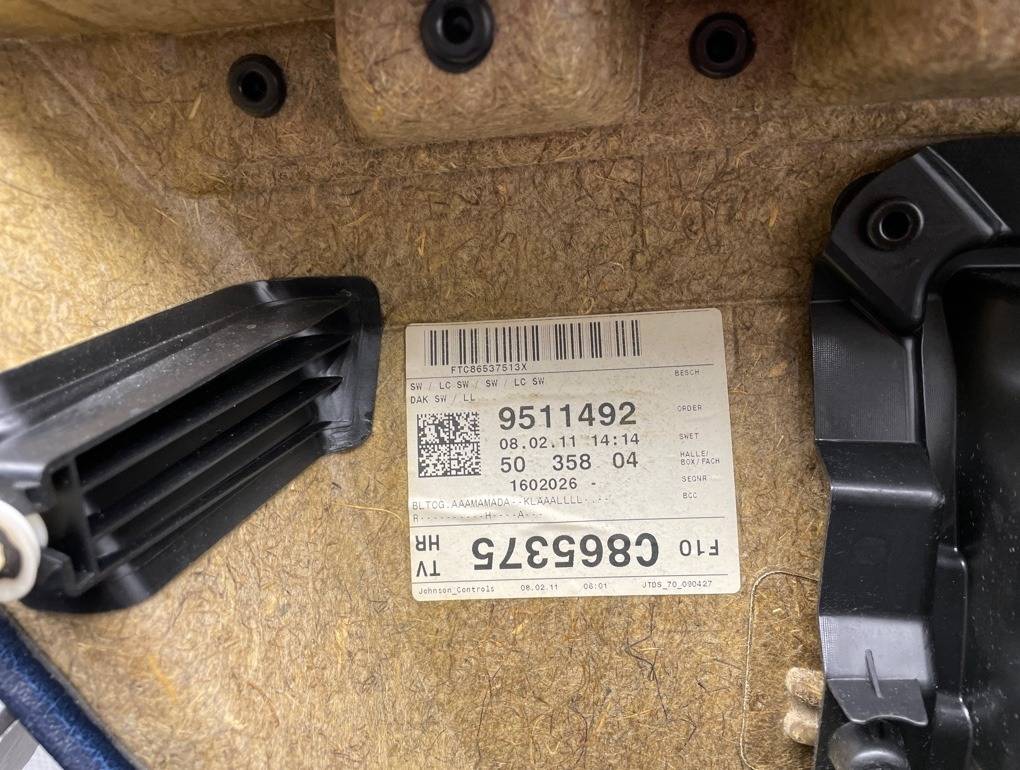 FTC86537513X
SW / LC SW / SW / LC SW
BESCH
DAK SW / LL
9511492 ORDER
08.02.11 14:14 SWET
50 358 04 HALLE/
BOX/FACH
1602026 - SEQNR
BLTCG.AAAMAMADA--KLAAALLLL..-- BCC
R----------H----A---
F10 C865375 TV
HR
Johnson_Controls 08.02.11 06:01 JTDS_70_090427